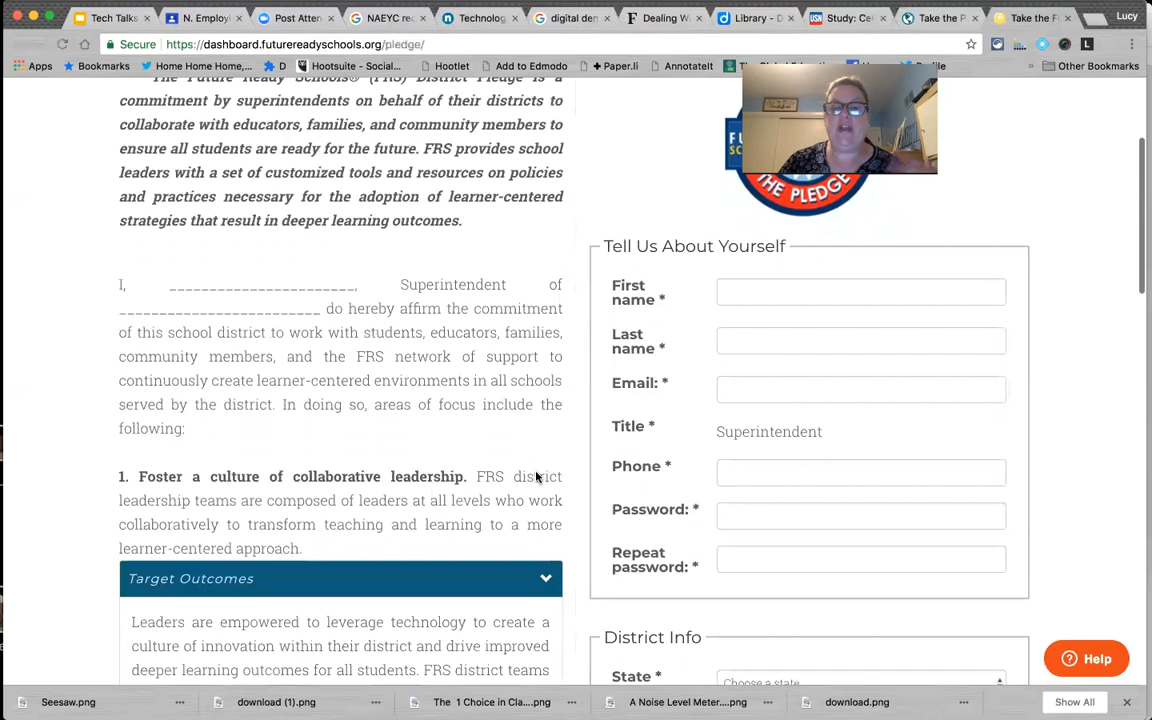 Tech Talks
N. Employi
Post Atten
NAEYC rec
Technolog
digital den
Dealing W
Library - D
Study: Cel
Take the P
Take the F
Lucy
Secure
https://dashboard.futurereadyschools.org/pledge/
Apps
Bookmarks
Twitter Home Home Home,...
D
Hootsuite - Social...
Hootlet
Add to Edmodo
+ Paper.li
AnnotateIt
Other Bookmarks
The Future Ready Schools® (FRS) District Pledge is a
commitment by superintendents on behalf of their districts to
collaborate with educators, families, and community members to
ensure all students are ready for the future. FRS provides school
leaders with a set of customized tools and resources on policies
and practices necessary for the adoption of learner-centered
strategies that result in deeper learning outcomes.
I, _______________________, Superintendent of
_________________________ do hereby affirm the commitment
of this school district to work with students, educators, families,
community members, and the FRS network of support to
continuously create learner-centered environments in all schools
served by the district. In doing so, areas of focus include the
following:
1. Foster a culture of collaborative leadership. FRS district
leadership teams are composed of leaders at all levels who work
collaboratively to transform teaching and learning to a more
learner-centered approach.
Target Outcomes
Leaders are empowered to leverage technology to create a
culture of innovation within their district and drive improved
deeper learning outcomes for all students. FRS district teams
THE PLEDGE
Tell Us About Yourself
First
name *
Last
name *
Email: *
Title *
Superintendent
Phone *
Password: *
Repeat
password: *
District Info
State *
Choose a state
Help
Seesaw.png
download (1).png
The 1 Choice in Cla....png
A Noise Level Meter....png
download.png
Show All